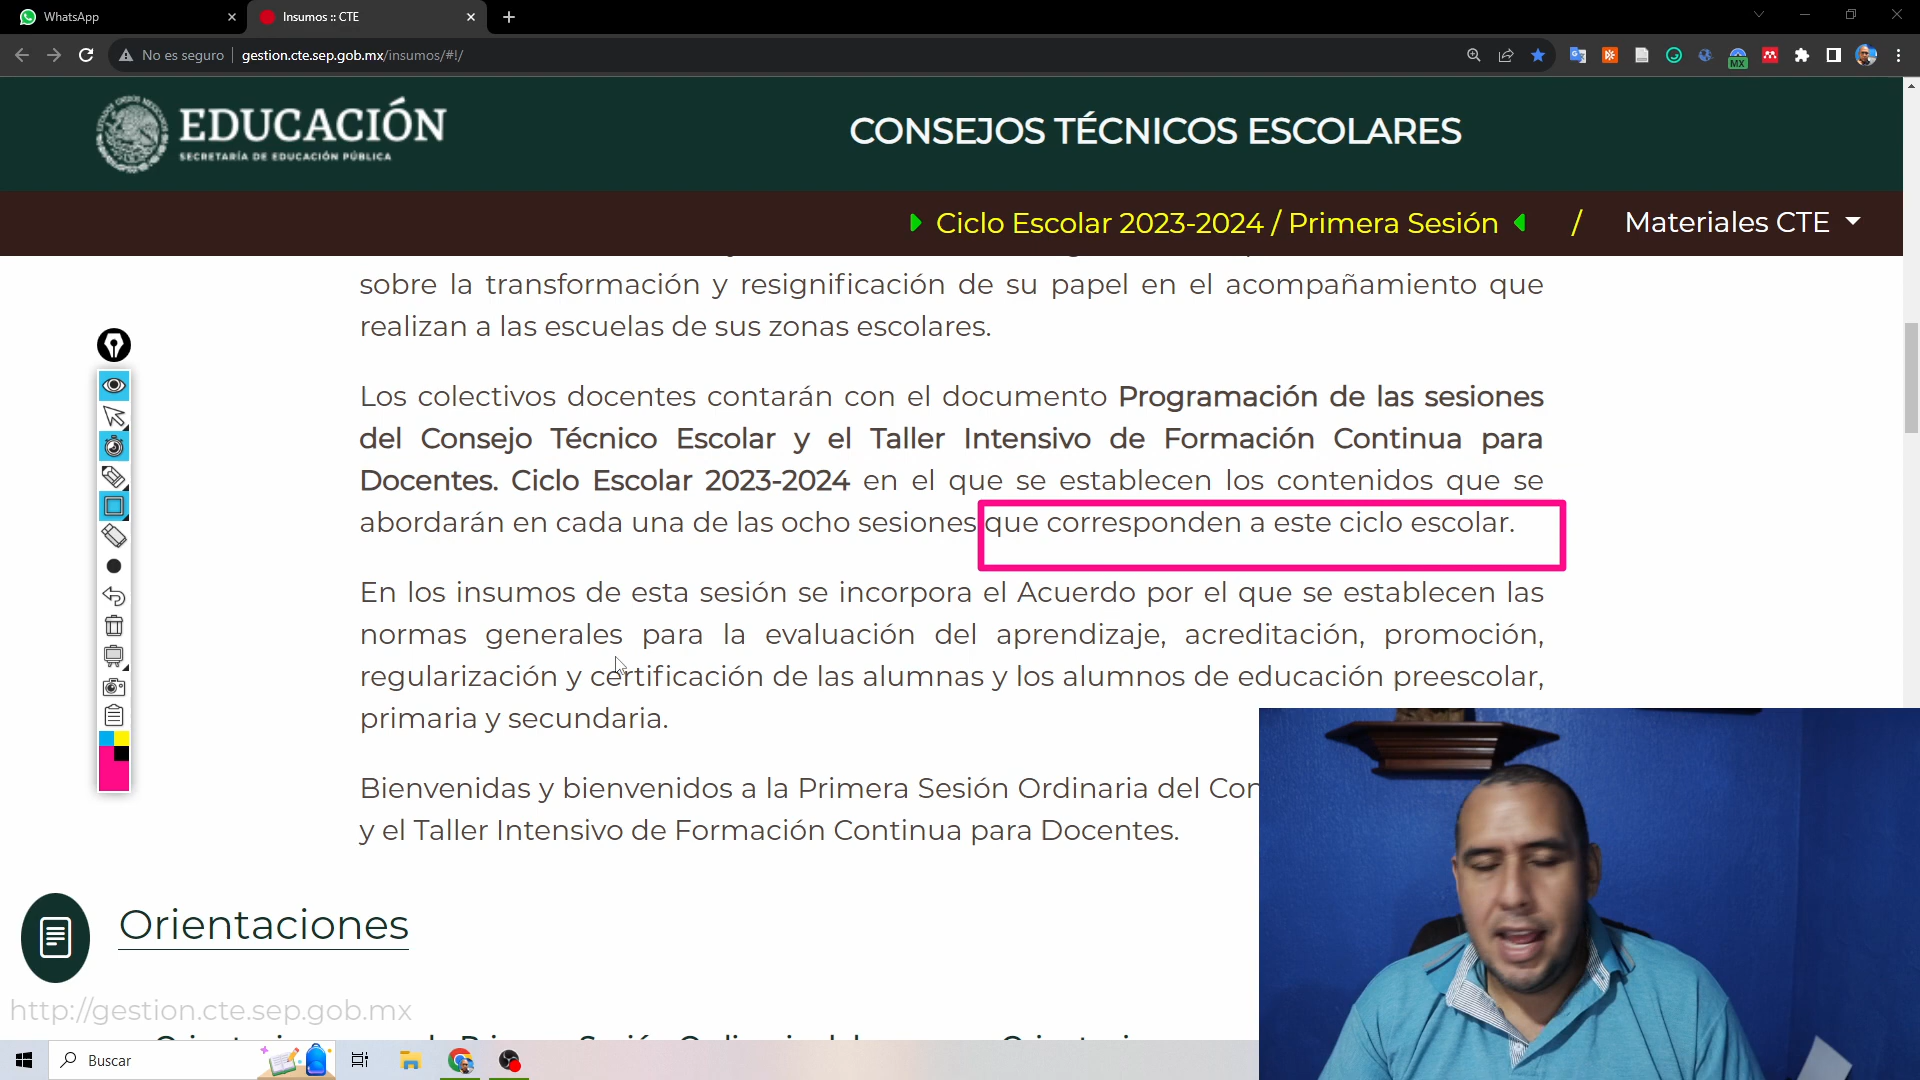 WhatsApp
Insumos :: CTE
No es seguro
gestion.cte.sep.gob.mx/insumos/#!/
MX
EDUCACIÓN
SECRETARÍA DE EDUCACIÓN PÚBLICA
CONSEJOS TÉCNICOS ESCOLARES
Ciclo Escolar 2023-2024 / Primera Sesión
/
Materiales CTE
sobre la transformación y resignificación de su papel en el acompañamiento que
realizan a las escuelas de sus zonas escolares.
Los colectivos docentes contarán con el documento Programación de las sesiones
del Consejo Técnico Escolar y el Taller Intensivo de Formación Continua para
Docentes. Ciclo Escolar 2023-2024 en el que se establecen los contenidos que se
abordarán en cada una de las ocho sesiones que corresponden a este ciclo escolar.
En los insumos de esta sesión se incorpora el Acuerdo por el que se establecen las
normas generales para la evaluación del aprendizaje, acreditación, promoción,
regularización y certificación de las alumnas y los alumnos de educación preescolar,
primaria y secundaria.
Bienvenidas y bienvenidos a la Primera Sesión Ordinaria del Con
y el Taller Intensivo de Formación Continua para Docentes.
Orientaciones
http://gestion.cte.sep.gob.mx
Buscar